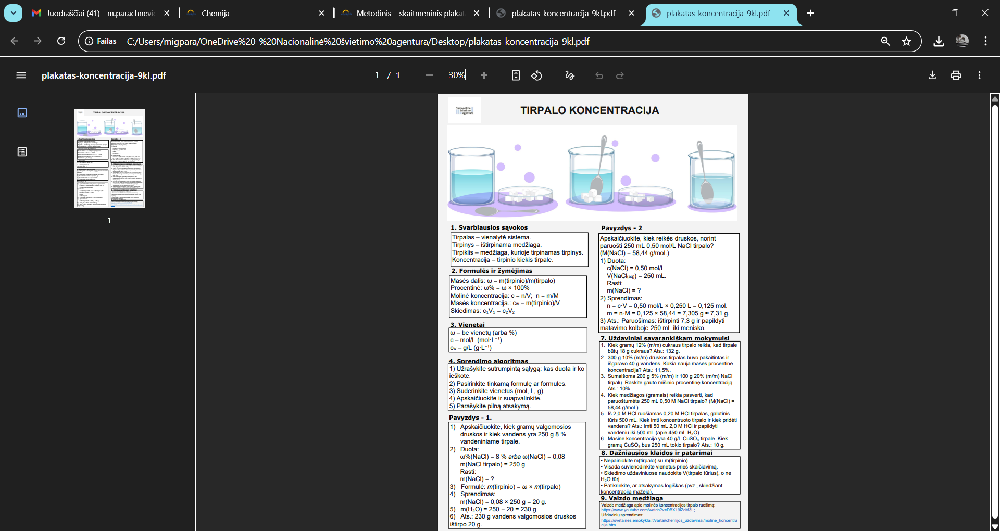 Juodraščiai (41) - m.parachnevic
Chemija
Metodinis – skaitmeninis plakat
plakatas-koncentracija-9kl.pdf
plakatas-koncentracija-9kl.pdf
Failas
C:/Users/migpara/OneDrive%20-%20Nacionalinė%20švietimo%20agentura/Desktop/plakatas-koncentracija-9kl.pdf
plakatas-koncentracija-9kl.pdf
1 / 1
30%
1
Nacionalinė
švietimo
agentūra
TIRPALO KONCENTRACIJA
1. Svarbiausios sąvokos
Tirpalas – vienalytė sistema.
Tirpinys – ištirpinama medžiaga.
Tirpiklis – medžiaga, kurioje tirpinamas tirpinys.
Koncentracija – tirpinio kiekis tirpale.
2. Formulės ir žymėjimas
Masės dalis: ω = m(tirpinio)/m(tirpalo)
Procentinė: ω% = ω × 100%
Molinė koncentracija: c = n/V;  n = m/M
Masės koncentracija.: cw = m(tirpinio)/V
Skiedimas: c₁V₁ = c₂V₂
3. Vienetai
ω – be vienetų (arba %)
c – mol/L (mol·L⁻¹)
cw – g/L (g·L⁻¹)
4. Sprendimo algoritmas
1) Užrašykite sutrumpintą sąlygą: kas duota ir ko
ieškote.
2) Pasirinkite tinkamą formulę ar formules.
3) Suderinkite vienetus (mol, L, g).
4) Apskaičiuokite ir suapvalinkite.
5) Parašykite pilną atsakymą.
Pavyzdys - 1.
1) Apskaičiuokite, kiek gramų valgomosios
druskos ir kiek vandens yra 250 g 8 %
vandeniniame tirpale.
2) Duota:
ω%(NaCl) = 8 % arba ω(NaCl) = 0,08
m(NaCl tirpalo) = 250 g
Rasti:
m(NaCl) = ?
3) Formulė: m(tirpinio) = ω × m(tirpalo)
4) Sprendimas:
m(NaCl) = 0,08 × 250 g = 20 g.
5) m(H₂O) = 250 − 20 = 230 g
6) Ats.: 230 g vandens valgomosios druskos
ištirpo 20 g.
Pavyzdys - 2
Apskaičiuokite, kiek reikės druskos, norint
paruošti 250 mL 0,50 mol/L NaCl tirpalo?
(M(NaCl) = 58,44 g/mol.)
1) Duota:
c(NaCl) = 0,50 mol/L
V(NaCl(aq)) = 250 mL.
Rasti:
m(NaCl) = ?
2) Sprendimas:
n = c·V = 0,50 mol/L × 0,250 L = 0,125 mol.
m = n·M = 0,125 × 58,44 = 7,305 g ≈ 7,31 g.
3) Ats.: Paruošimas: ištirpinti 7,3 g ir papildyti
matavimo kolboje 250 mL iki menisko.
7. Uždaviniai savarankiškam mokymuisi
1. Kiek gramų 12% (m/m) cukraus tirpalo reikia, kad tirpale
būtų 18 g cukraus? Ats.: 132 g.
2. 300 g 10% (m/m) druskos tirpalas buvo pakaitintas ir
išgaravo 40 g vandens. Kokia nauja masės procentinė
koncentracija? Ats.: 11,5%.
3. Sumaišoma 200 g 5% (m/m) ir 100 g 20% (m/m) NaCl
tirpalų. Raskite gauto mišinio procentinę koncentraciją.
Ats.: 10%.
4. Kiek medžiagos (gramais) reikia pasverti, kad
paruoštumėte 250 mL 0,50 M NaCl tirpalo? (M(NaCl) =
58,44 g/mol.)
5. Iš 2,0 M HCl ruošiamas 0,20 M HCl tirpalas, galutinis
tūris 500 mL. Kiek imti koncentruoto tirpalo ir kiek pridėti
vandens? Ats.: Imti 50 mL 2,0 M HCl ir papildyti
vandeniu iki 500 mL (apie 450 mL H₂O).
6. Masinė koncentracija yra 40 g/L CuSO₄ tirpale. Kiek
gramų CuSO₄ bus 250 mL tokio tirpalo? Ats.: 10 g.
8. Dažniausios klaidos ir patarimai
• Nepainiokite m(tirpalo) su m(tirpinio).
• Visada suvienodinkite vienetus prieš skaičiavimą.
• Skiedimo uždaviniuose naudokite V(tirpalo tūrius), o ne
H₂O tūrį.
• Patikrinkite, ar atsakymas logiškas (pvz., skiedžiant
koncentracija mažėja).
9. Vaizdo medžiaga
Vaizdo medžiaga apie molinės koncentracijos tirpalo ruošimą:
https://www.youtube.com/watch?v=DBX19lZcM3I ;
Uždavinių sprendimas:
https://svetaines.emokykla.lt/vartai/chemijos_uzdaviniai/moline_koncentra
cija.htm